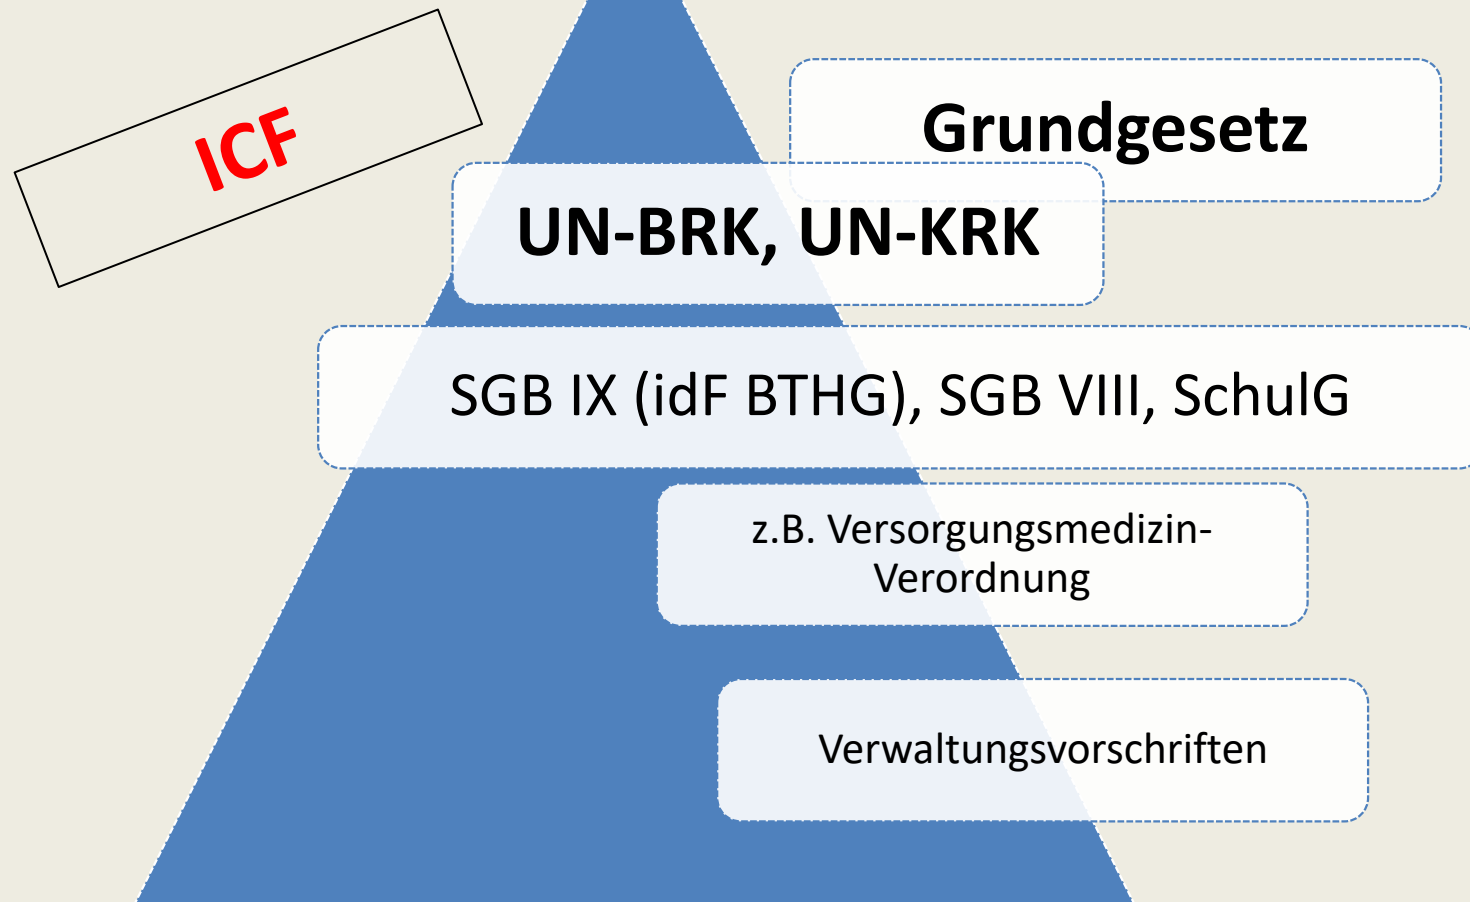 ICF
Grundgesetz
UN-BRK, UN-KRK
SGB IX (idF BTHG), SGB VIII, SchulG
z.B. Versorgungsmedizin-
Verordnung
Verwaltungsvorschriften